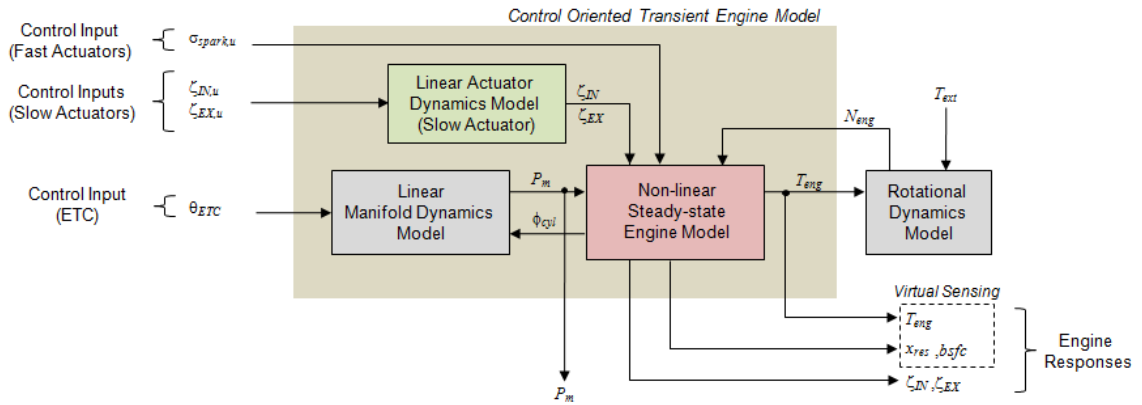 Control Oriented Transient Engine Model
Control Input
(Fast Actuators)
σspark,u
Control Inputs
(Slow Actuators)
ζIN,u
ζEX,u
Linear Actuator
Dynamics Model
(Slow Actuator)
ζIN
ζEX
Neng
Text
Control Input
(ETC)
θETC
Linear
Manifold Dynamics
Model
Pm
ϕcyl
Non-linear
Steady-state
Engine Model
Teng
Rotational
Dynamics
Model
Virtual Sensing
Teng
xres ,bsfc
ζIN,ζEX
Engine
Responses
Pm